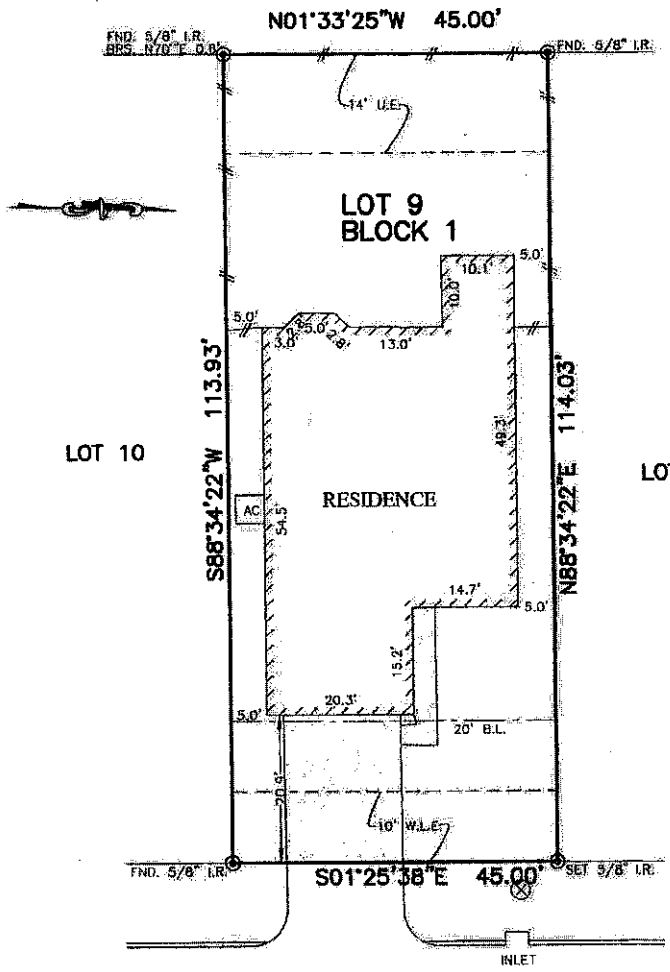 N01°33'25"W 45.00'
FND. 5/8" I.R.
BRS. N70°E 0.8'
FND. 5/8" I.R.
14' U.E.
LOT 9
BLOCK 1
10.1'
5.0'
10.0'
5.0'
3.0'
2.8'
5.0'
2.8'
13.0'
S88°34'22"W 113.93'
LOT 10
49.3'
N88°34'22"E 114.03'
LO
AC
54.5'
RESIDENCE
14.7'
5.0'
15.2'
20.3'
5.0'
20' B.L.
20.9'
10' W.L.E.
FND. 5/8" I.R.
S01°25'38"E 45.00'
SET 5/8" I.R.
INLET